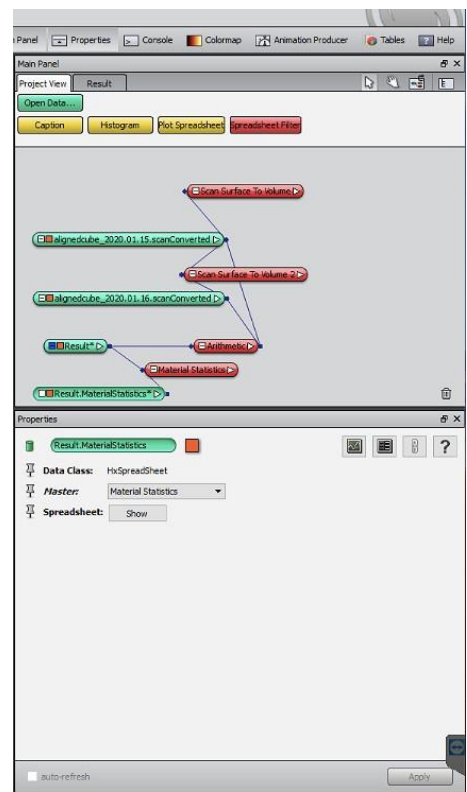 Panel Properties Console Colormap Animation Producer Tables Help
Main Panel
Project View Result
Open Data...
Caption Histogram Plot Spreadsheet Spreadsheet Filter
Scan Surface To Volume
alignedcube_2020.01.15.scanConverted
Scan Surface To Volume 2
alignedcube_2020.01.16.scanConverted
Result* Arithmetic
Material Statistics
Result.MaterialStatistics*
Properties
Result.MaterialStatistics
Data Class: HxSpreadSheet
Master: Material Statistics
Spreadsheet: Show
auto-refresh Apply